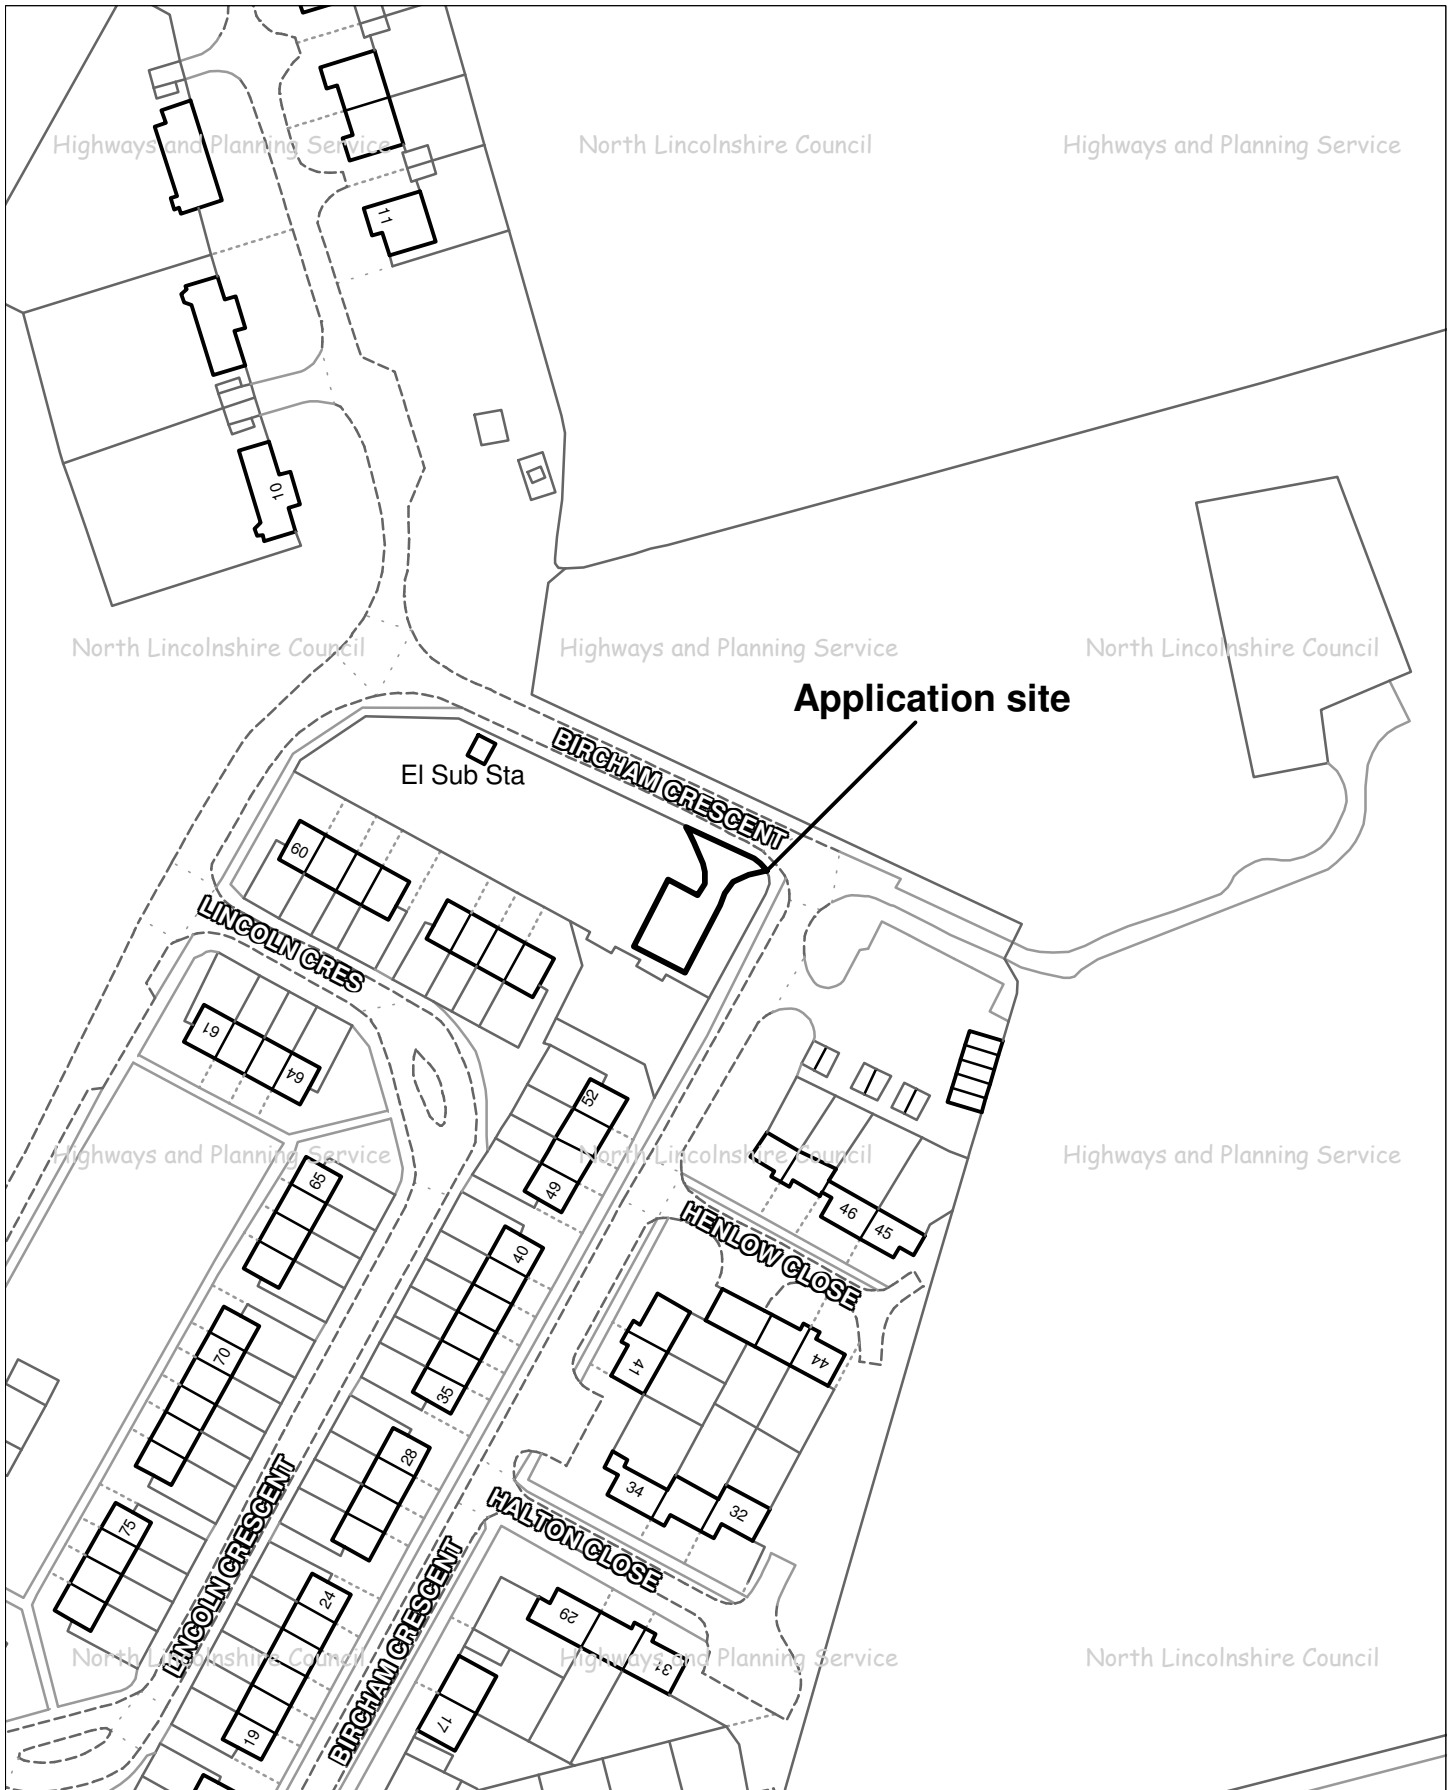 Highways and Planning Service
North Lincolnshire Council
Highways and Planning Service
11
10
North Lincolnshire Council
Highways and Planning Service
North Lincolnshire Council
Application site
BIRCHAM CRESCENT
El Sub Sta
60
LINCOLN CRES
61
64
52
Highways and Planning Service
North Lincolnshire Council
Highways and Planning Service
65
49
46
45
HENLOW CLOSE
40
70
41
44
35
28
34
32
75
HALTON CLOSE
LINCOLN CRESCENT
BIRCHAM CRESCENT
24
29
31
North Lincolnshire Council
Highways and Planning Service
North Lincolnshire Council
19
17